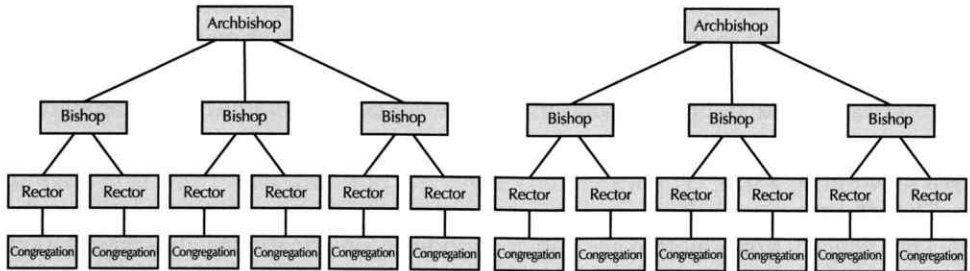 Archbishop Archbishop
Bishop Bishop Bishop Bishop Bishop Bishop
Rector Rector Rector Rector Rector Rector Rector Rector Rector Rector Rector Rector
Congregation Congregation Congregation Congregation Congregation Congregation Congregation Congregation Congregation Congregation Congregation Congregation